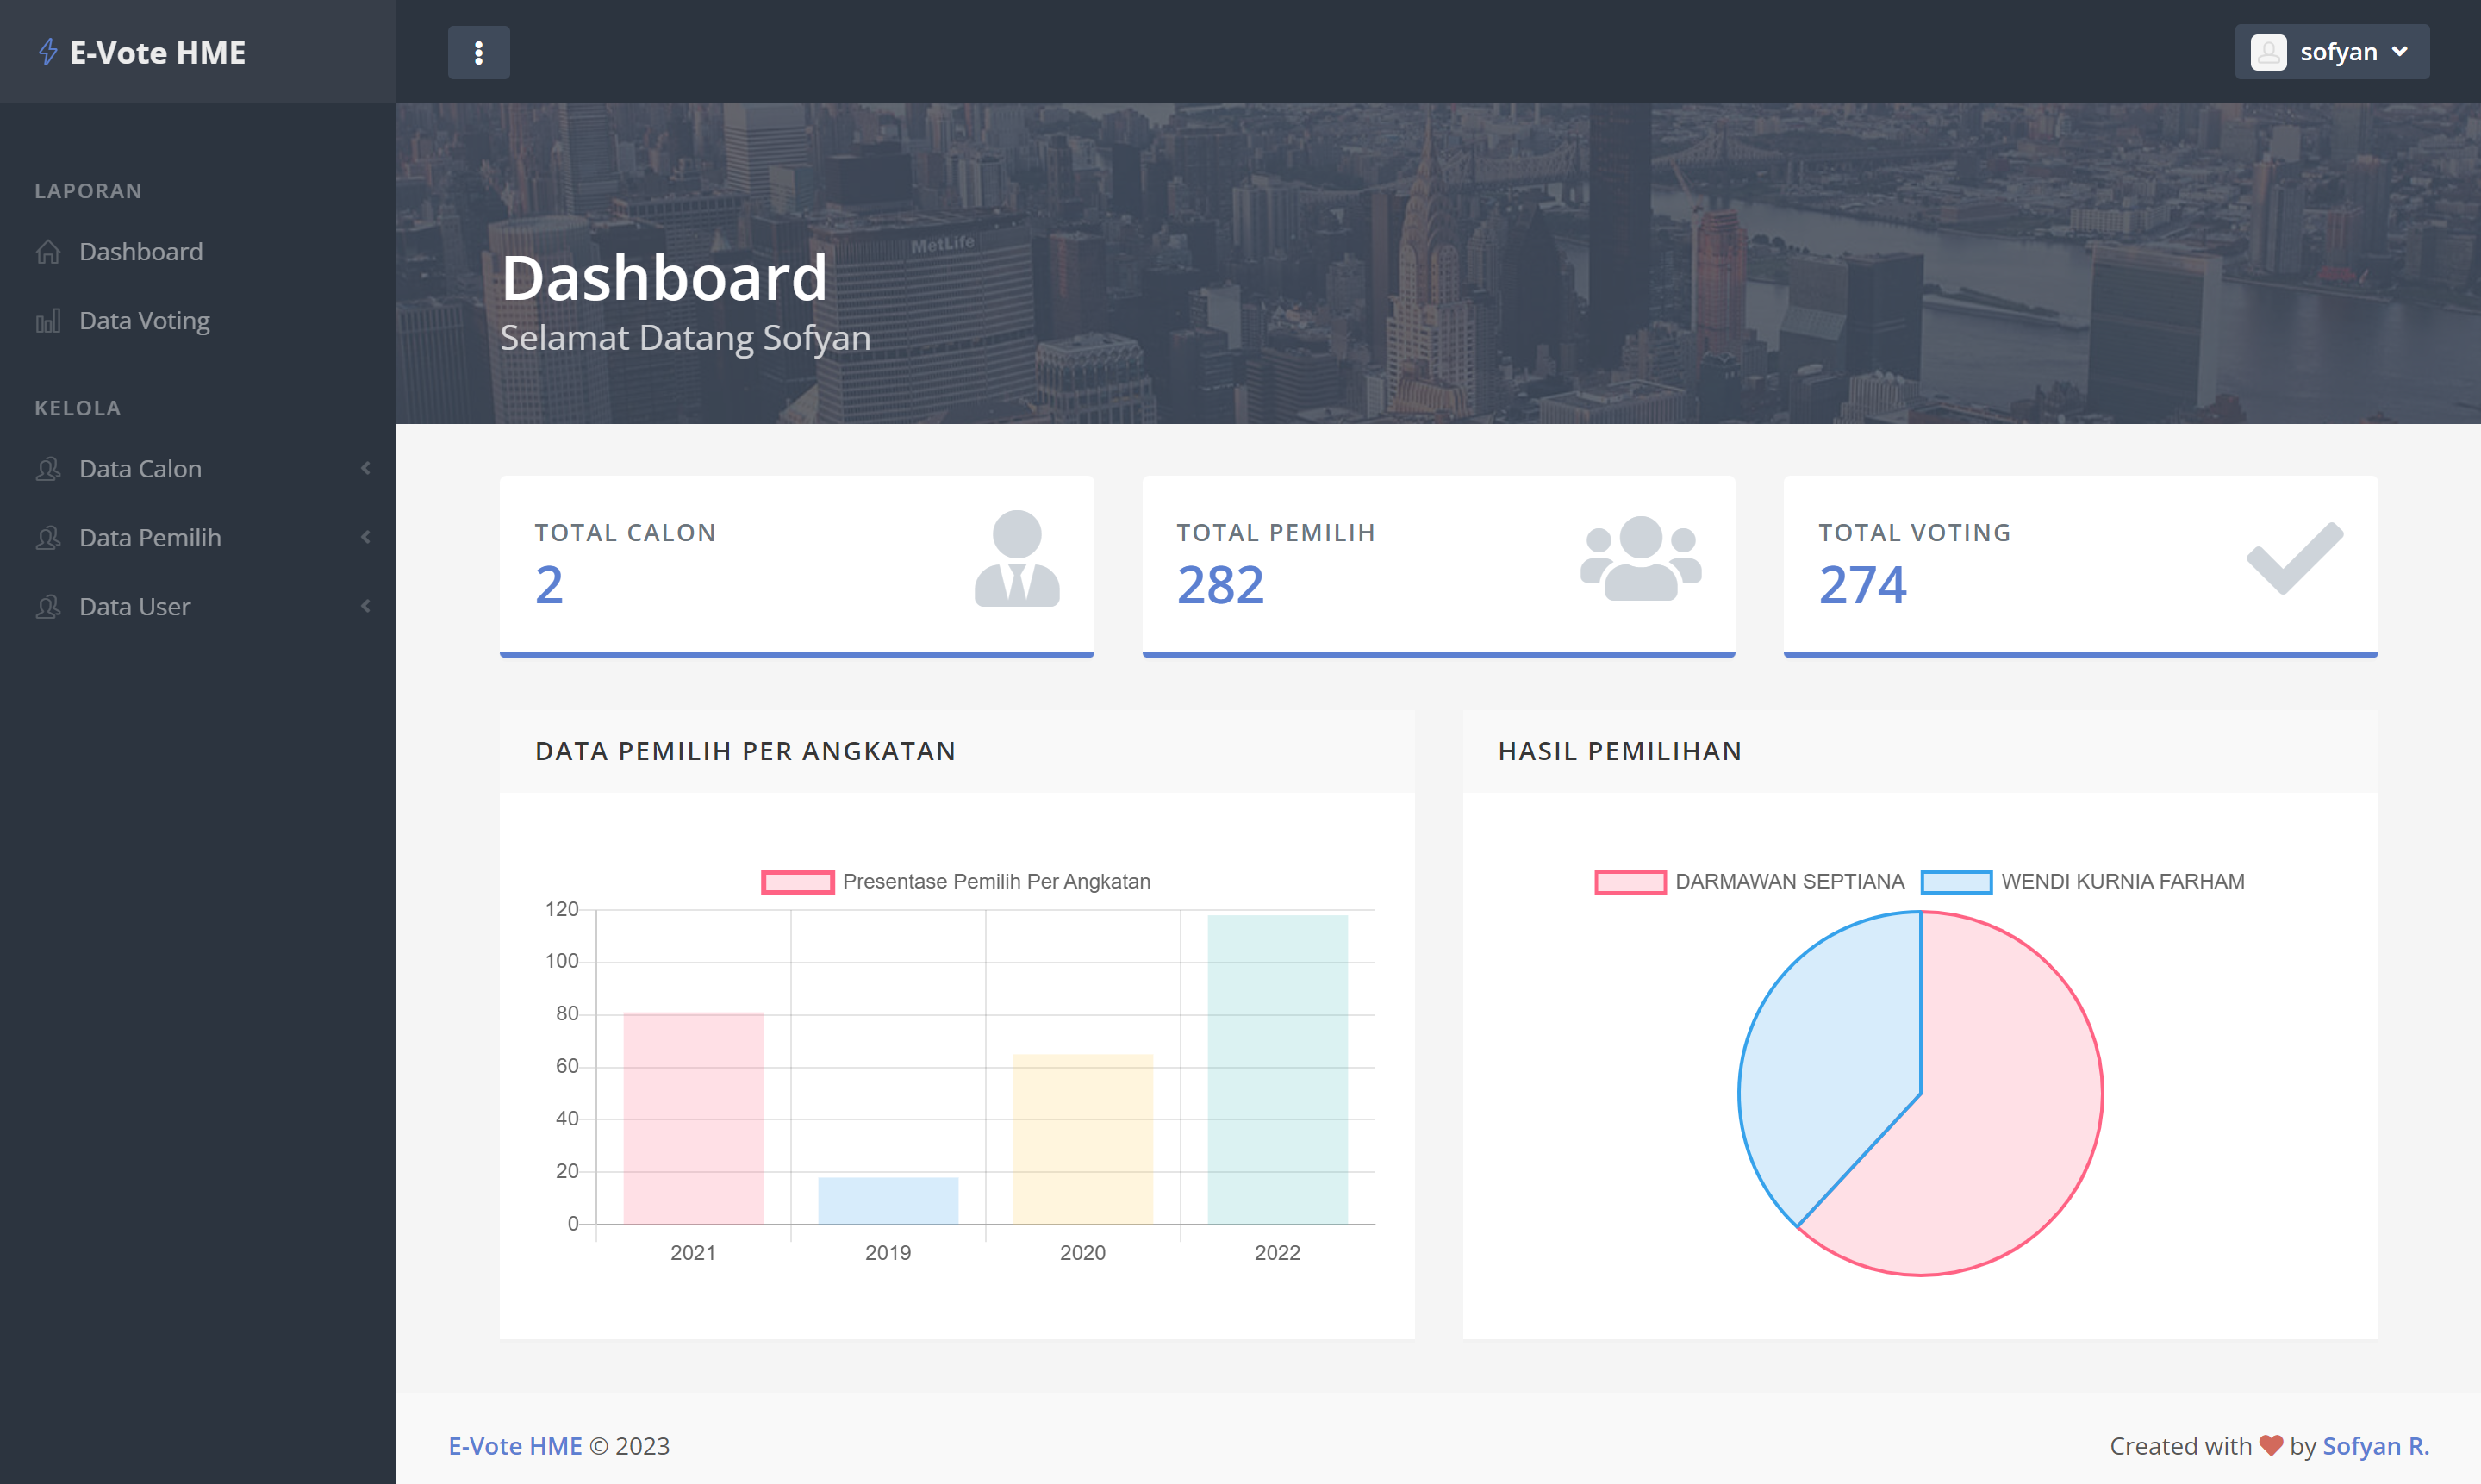 E-Vote HME
sofyan
LAPORAN
Dashboard
Data Voting
KELOLA
Data Calon
Data Pemilih
Data User
MetLife
Dashboard
Selamat Datang Sofyan
TOTAL CALON
2
TOTAL PEMILIH
282
TOTAL VOTING
274
DATA PEMILIH PER ANGKATAN
Presentase Pemilih Per Angkatan
120
100
80
60
40
20
0
2021 2019 2020 2022
HASIL PEMILIHAN
DARMAWAN SEPTIANA WENDI KURNIA FARHAM
E-Vote HME © 2023
Created with ❤ by Sofyan R.